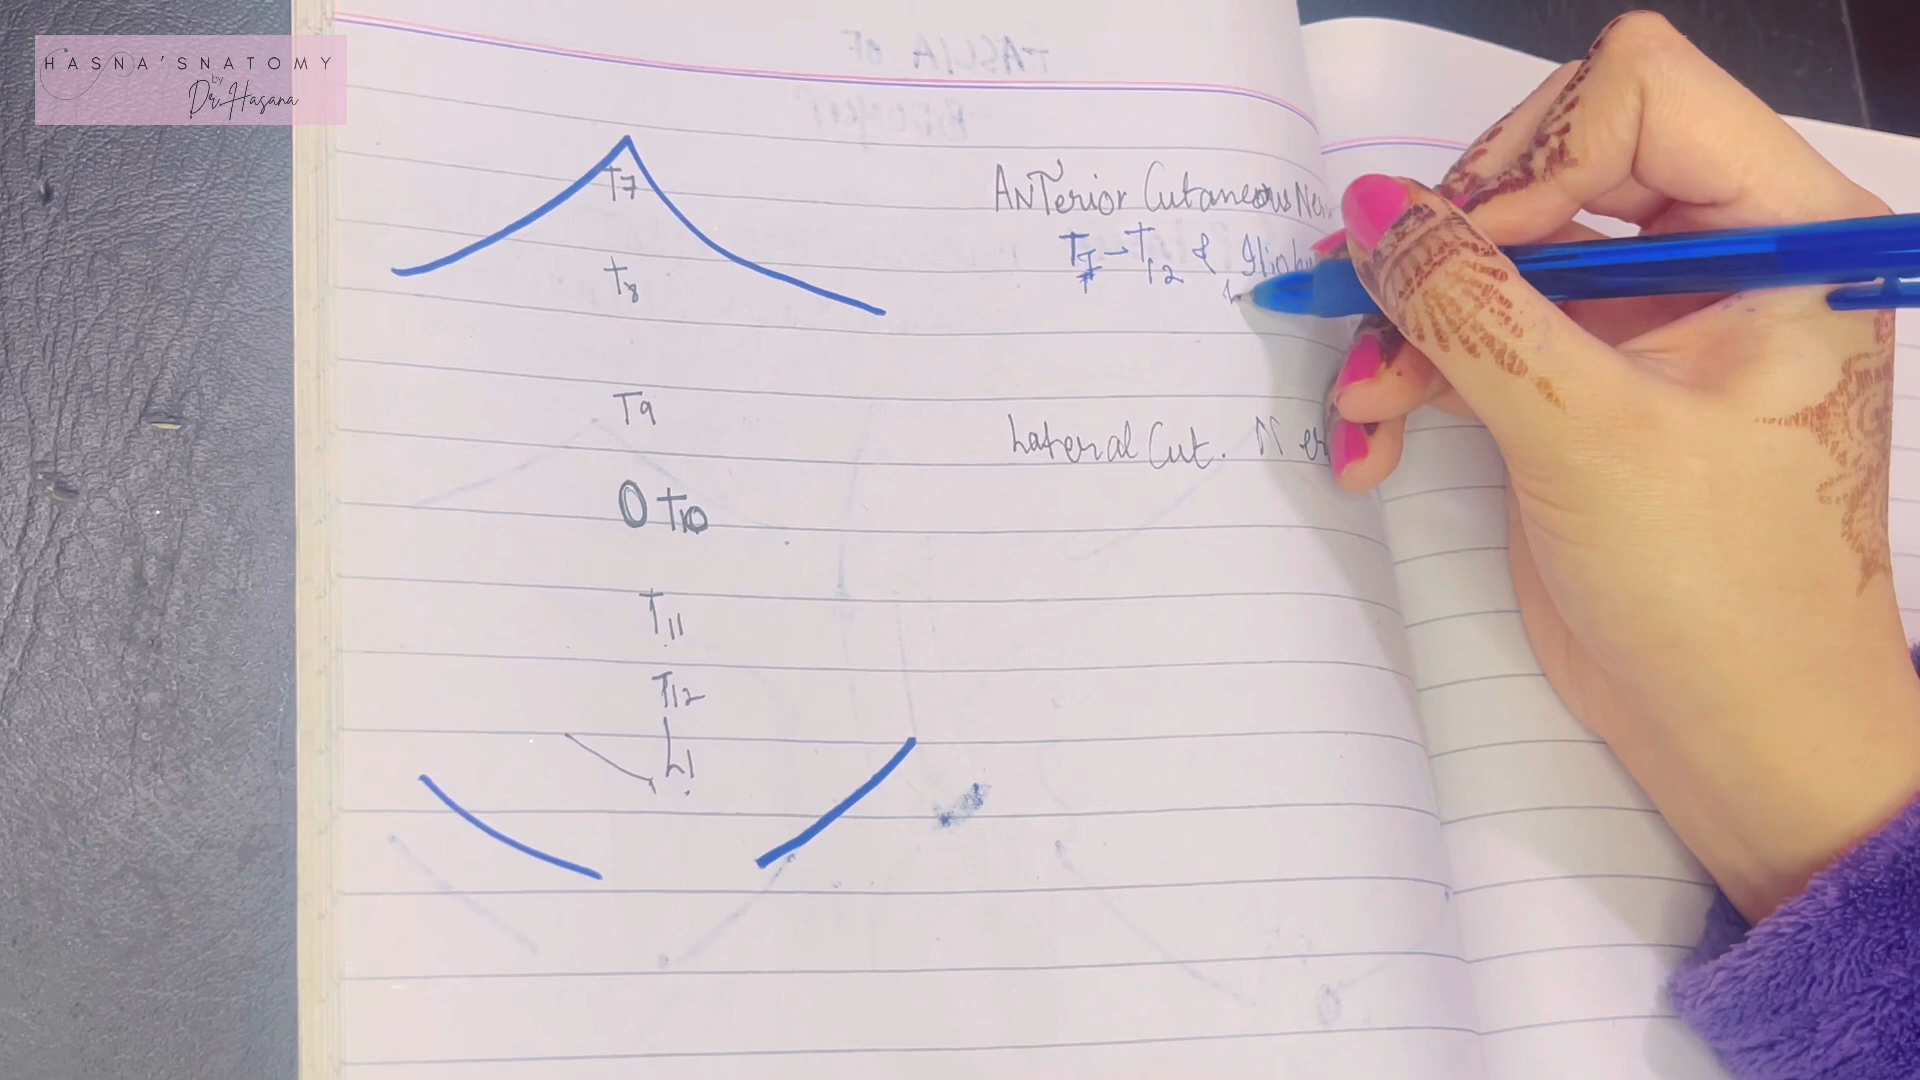 HASNA'SNATOMY
by
Dr.Hasana
T7
T8
T9
T10
T11
T12
L1
Anterior Cutaneous
T7 - T12 &
Lateral Cut.